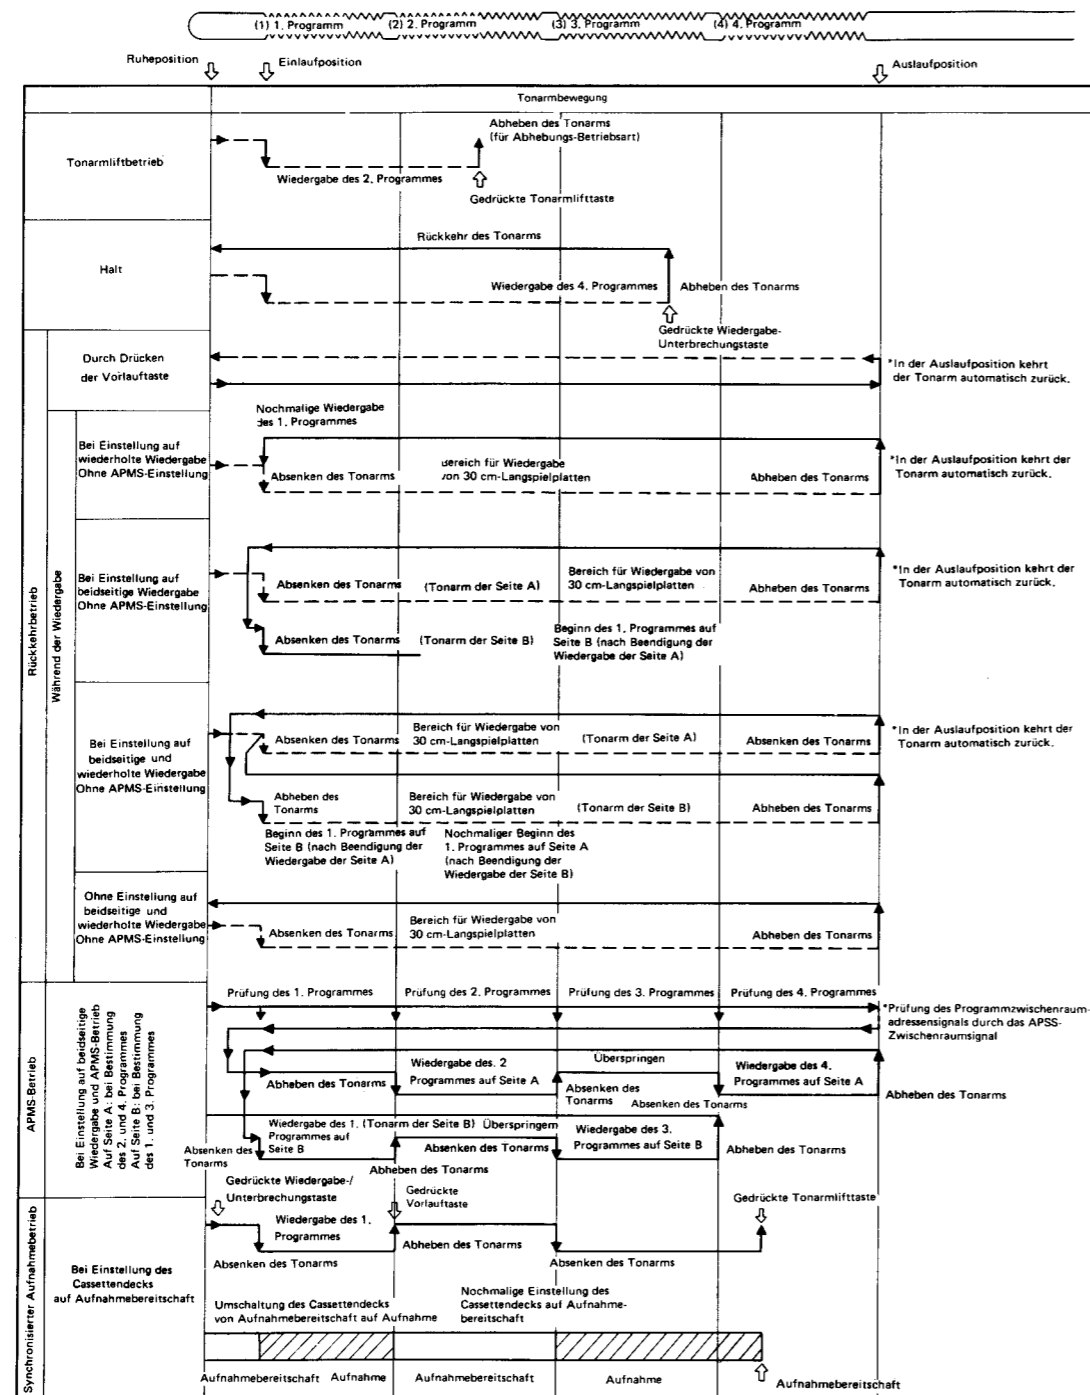 (1) 1. Programm (2) 2. Programm (3) 3. Programm (4) 4. Programm
Ruheposition
Einlaufposition
Auslaufposition
Tonarmbewegung
Tonarmliftbetrieb
Abheben des Tonarms
(für Abhebungs-Betriebsart)
Wiedergabe des 2. Programmes
Gedrückte Tonarmlifttaste
Halt
Rückkehr des Tonarms
Wiedergabe des 4. Programmes
Abheben des Tonarms
Gedrückte Wiedergabe-
Unterbrechungstaste
Rückkehrbetrieb
Durch Drücken
der Vorlauftaste
*In der Auslaufposition kehrt
der Tonarm automatisch zurück.
Während der Wiedergabe
Bei Einstellung auf
wiederholte Wiedergabe
Ohne APMS-Einstellung
Nochmalige Wiedergabe
des 1. Programmes
Absenken des Tonarms
Bereich für Wiedergabe
von 30 cm-Langspielplatten
Abheben des Tonarms
*In der Auslaufposition kehrt der
Tonarm automatisch zurück.
Bei Einstellung auf
beidseitige Wiedergabe
Ohne APMS-Einstellung
Absenken des Tonarms
(Tonarm der Seite A)
Bereich für Wiedergabe von
30 cm-Langspielplatten
Abheben des Tonarms
*In der Auslaufposition kehrt der
Tonarm automatisch zurück.
Absenken des Tonarms
(Tonarm der Seite B)
Beginn des 1. Programmes auf
Seite B (nach Beendigung der
Wiedergabe der Seite A)
Bei Einstellung auf
beidseitige und
wiederholte Wiedergabe
Ohne APMS-Einstellung
Absenken des Tonarms
Bereich für Wiedergabe von
30 cm-Langspielplatten
(Tonarm der Seite A)
Absenken des Tonarms
*In der Auslaufposition kehrt der
Tonarm automatisch zurück.
Abheben des
Tonarms
Bereich für Wiedergabe von
30 cm-Langspielplatten
(Tonarm der Seite B)
Abheben des Tonarms
Beginn des 1. Programmes auf
Seite B (nach Beendigung der
Wiedergabe der Seite A)
Nochmaliger Beginn des
1. Programmes auf Seite A
(nach Beendigung der
Wiedergabe der Seite B)
Ohne Einstellung auf
beidseitige und
wiederholte Wiedergabe
Ohne APMS-Einstellung
Absenken des Tonarms
Bereich für Wiedergabe von
30 cm-Langspielplatten
Abheben des Tonarms
APMS-Betrieb
Bei Einstellung auf beidseitige
Wiedergabe und APMS-Betrieb
Auf Seite A: bei Bestimmung
des 2. und 4. Programmes
Auf Seite B: bei Bestimmung
des 1. und 3. Programmes
Prüfung des 1. Programmes
Prüfung des 2. Programmes
Prüfung des 3. Programmes
Prüfung des 4. Programmes
*Prüfung des Programmzwischenraum-
adressensignals durch das APSS-
Zwischenraumsignal
Abheben des Tonarms
Wiedergabe des. 2
Programmes auf Seite A
Überspringen
Absenken des
Tonarms
Absenken des Tonarms
Wiedergabe des 4.
Programmes auf Seite A
Abheben des Tonarms
Absenken des
Tonarms
Wiedergabe des 1. (Tonarm der Seite B)
Programmes auf
Seite B
Überspringen
Absenken des Tonarms
Abheben des Tonarms
Wiedergabe des 3.
Programmes auf Seite B
Abheben des Tonarms
Synchronisierter Aufnahmebetrieb
Bei Einstellung des
Cassettendecks
auf Aufnahmebereitschaft
Gedrückte Wiedergabe-/
Unterbrechungstaste
Gedrückte
Vorlauftaste
Gedrückte Tonarmlifttaste
Wiedergabe des 1.
Programmes
Absenken des Tonarms
Abheben des Tonarms
Absenken des Tonarms
Umschaltung des Cassettendecks
von Aufnahmebereitschaft auf Aufnahme
Nochmalige Einstellung des
Cassettendecks auf Aufnahme-
bereitschaft
Aufnahmebereitschaft
Aufnahme
Aufnahmebereitschaft
Aufnahme
Aufnahmebereitschaft